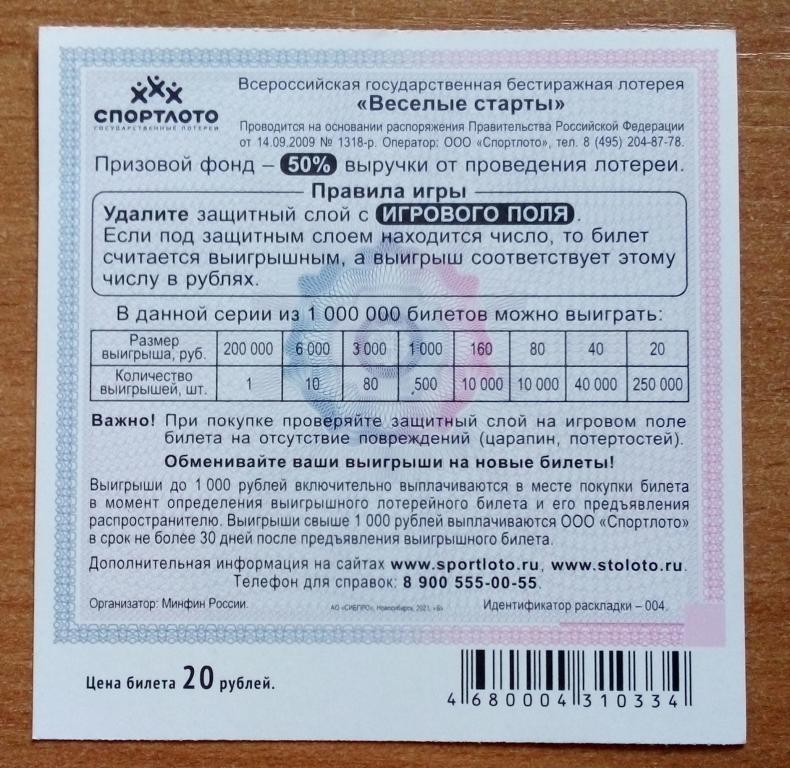 СПОРТЛОТО
ГОСУДАРСТВЕННЫЕ ЛОТЕРЕИ
Всероссийская государственная бестиражная лотерея
«Веселые старты»
Проводится на основании распоряжения Правительства Российской Федерации
от 14.09.2009 № 1318-р. Оператор: ООО «Спортлото», тел. 8 (495) 204-87-78.
Призовой фонд – 50% выручки от проведения лотереи.
Правила игры
Удалите защитный слой с ИГРОВОГО ПОЛЯ.
Если под защитным слоем находится число, то билет
считается выигрышным, а выигрыш соответствует этому
числу в рублях.
В данной серии из 1 000 000 билетов можно выиграть:
Размер
выигрыша, руб. 200 000 6 000 3 000 1 000 160 80 40 20
Количество
выигрышей, шт. 1 10 80 500 10 000 10 000 40 000 250 000
Важно! При покупке проверяйте защитный слой на игровом поле
билета на отсутствие повреждений (царапин, потертостей).
Обменивайте ваши выигрыши на новые билеты!
Выигрыши до 1 000 рублей включительно выплачиваются в месте покупки билета
в момент определения выигрышного лотерейного билета и его предъявления
распространителю. Выигрыши свыше 1 000 рублей выплачиваются ООО «Спортлото»
в срок не более 30 дней после предъявления выигрышного билета.
Дополнительная информация на сайтах www.sportloto.ru, www.stoloto.ru.
Телефон для справок: 8 900 555-00-55.
Организатор: Минфин России. АО «СИБПРО», Новосибирск, 2021, «Б» Идентификатор раскладки – 004.
Цена билета 20 рублей.
4 680004 310334